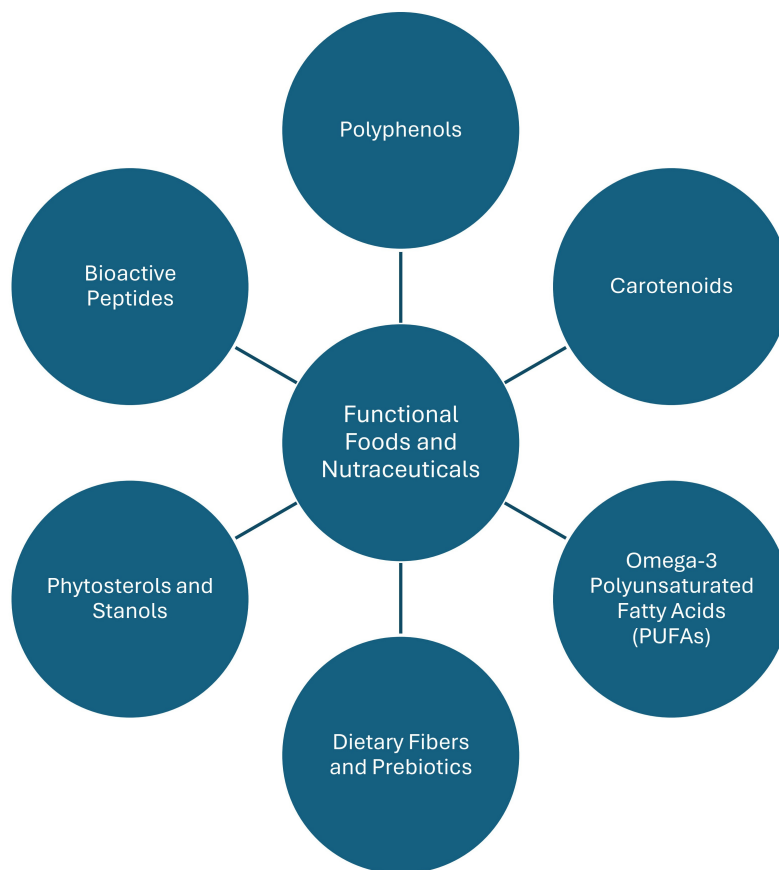 Polyphenols
Bioactive
Peptides
Carotenoids
Functional
Foods and
Nutraceuticals
Phytosterols and
Stanols
Omega-3
Polyunsaturated
Fatty Acids
(PUFAs)
Dietary Fibers
and Prebiotics